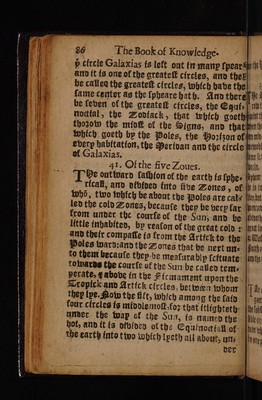 86 The Book of Knowledge.
ẏ circle Galaxias is left out in many spears
and it is one of the greatest circles, and they
be called the greatest circles, which have the
same center as the spheare hath. And there
be seven of the greatest circles, the Equi-
noctial, the Zodiack, that which goeth
thorow the midst of the Signs, and that
which goeth by the Poles, the Horison of
every habitation, the Meridian and the circle
of Galaxias.
41. Of the five Zones.
THe outward fashion of the earth is sphe-
ricall, and divided into five Zones, of
whō, two which be about the Poles are cal-
led the cold Zones, because they be very far
from under the course of the Sun, and be
little inhabited, by reason of the great cold:
and their compasse is from the Artick to the
Poles ward: and the Zones that be next un-
to them because they be measurably scituate
towards the course of the Sun be called tem-
perate, & above in the Firmament upon the
Tropick and Artick circles, between whom
they lye. Now the fift, which among the said
four circles is middlemost, for that it lighteth
under the way of the Sun, is named the
hot, and it is divided of the Equinoctiall of
the earth into two which lyeth all about, un-
der